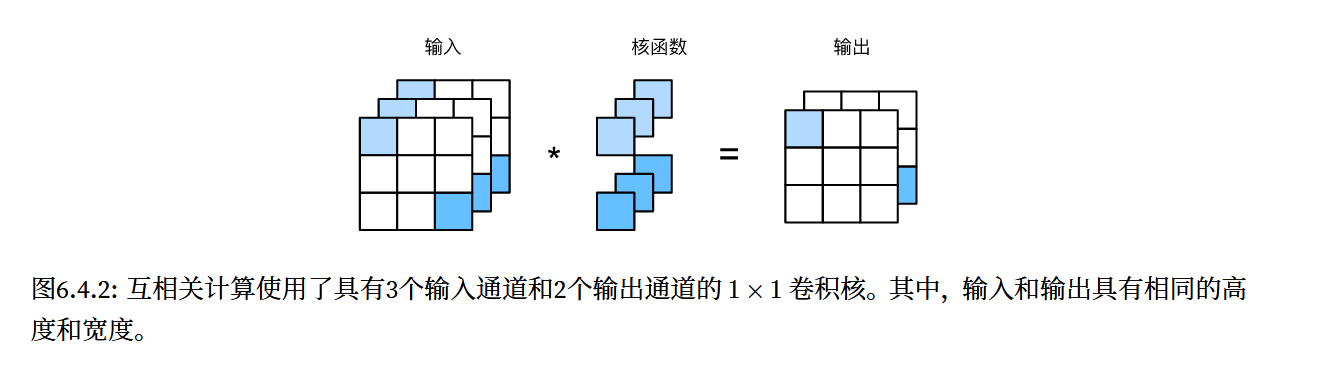 输入 核函数 输出
* =
图6.4.2: 互相关计算使用了具有3个输入通道和2个输出通道的 1 × 1 卷积核。其中，输入和输出具有相同的高
度和宽度。